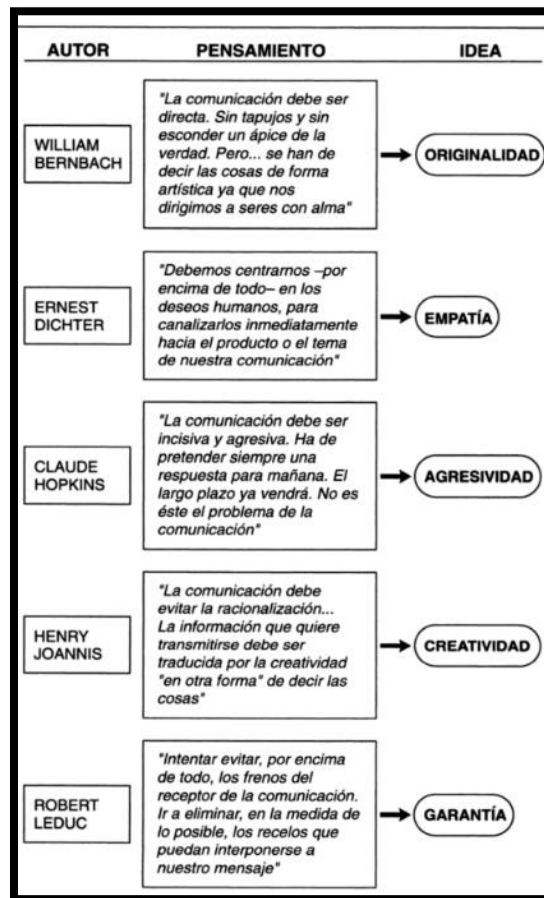 AUTOR PENSAMIENTO IDEA
WILLIAM
BERNBACH
"La comunicación debe ser
directa. Sin tapujos y sin
esconder un ápice de la
verdad. Pero... se han de
decir las cosas de forma
artística ya que nos
dirigimos a seres con alma"
ORIGINALIDAD
ERNEST
DICHTER
"Debemos centrarnos –por
encima de todo– en los
deseos humanos, para
canalizarlos inmediatamente
hacia el producto o el tema
de nuestra comunicación"
EMPATÍA
CLAUDE
HOPKINS
"La comunicación debe ser
incisiva y agresiva. Ha de
pretender siempre una
respuesta para mañana. El
largo plazo ya vendrá. No es
éste el problema de la
comunicación"
AGRESIVIDAD
HENRY
JOANNIS
"La comunicación debe
evitar la racionalización...
La información que quiere
transmitirse debe ser
traducida por la creatividad
"en otra forma" de decir las
cosas"
CREATIVIDAD
ROBERT
LEDUC
"Intentar evitar, por encima
de todo, los frenos del
receptor de la comunicación.
Ir a eliminar, en la medida de
lo posible, los recelos que
puedan interponerse a
nuestro mensaje"
GARANTÍA